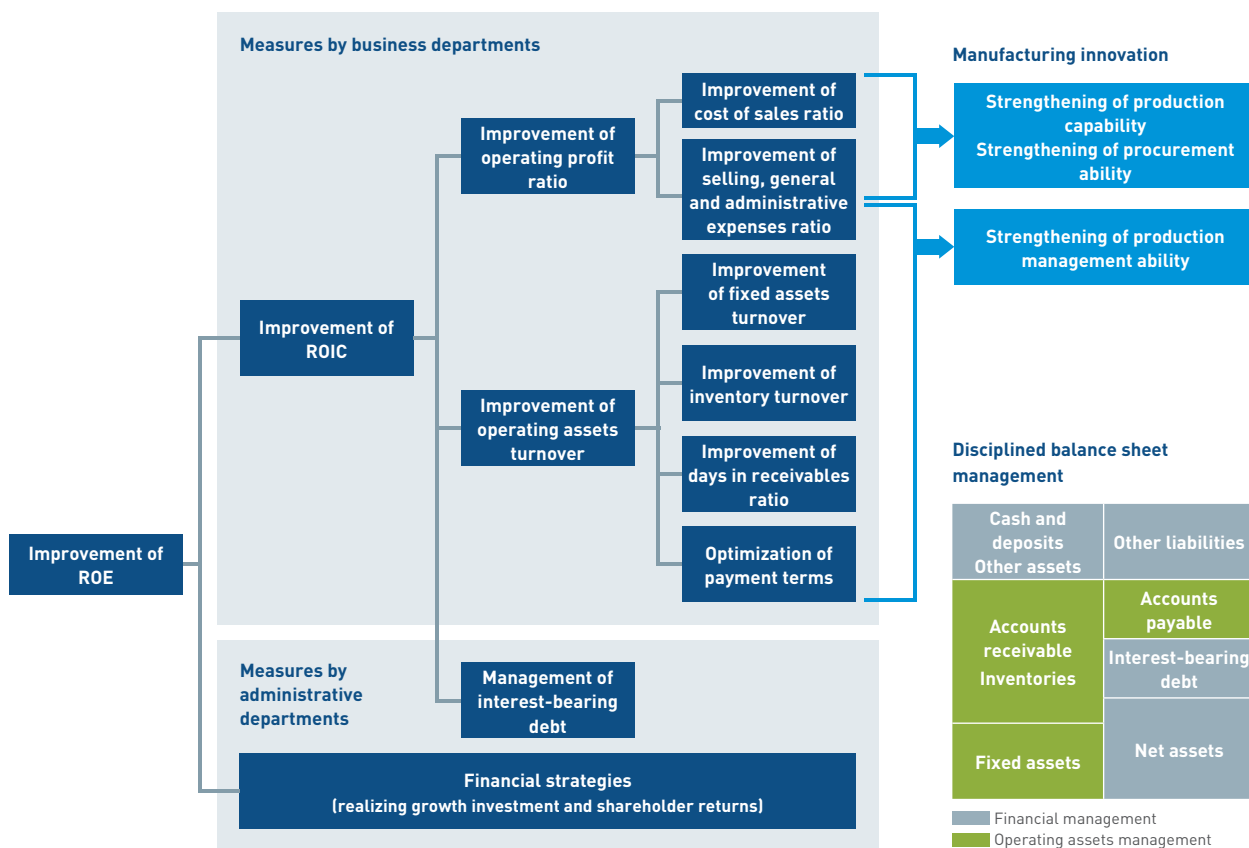 Measures by business departments
Improvement of
cost of sales ratio
Improvement of
operating profit
ratio
Improvement of
selling, general
and administrative
expenses ratio
Improvement
of fixed assets
turnover
Improvement of
ROIC
Improvement of
inventory turnover
Improvement of
operating assets
turnover
Improvement of
days in receivables
ratio
Improvement of
ROE
Optimization of
payment terms
Measures by
administrative
departments
Management of
interest-bearing
debt
Financial strategies
(realizing growth investment and shareholder returns)
Manufacturing innovation
Strengthening of production
capability
Strengthening of procurement
ability
Strengthening of production
management ability
Disciplined balance sheet
management
Cash and
deposits
Other assets
Other liabilities
Accounts
receivable
Inventories
Accounts
payable
Interest-bearing
debt
Fixed assets
Net assets
Financial management
Operating assets management